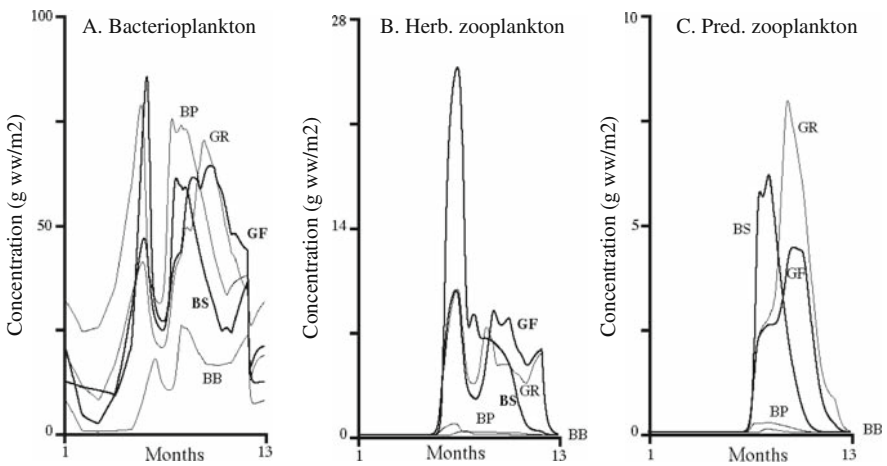 A. Bacterioplankton
100
50
0
Concentration (g ww/m2)
BP
GR
GF
BS
BB
1
Months
13
B. Herb. zooplankton
28
14
0
Concentration (g ww/m2)
GF
GR
BS
BP
BB
1
Months
13
C. Pred. zooplankton
10
5
0
Concentration (g ww/m2)
GR
BS
GF
BP
BB
1
Months
13